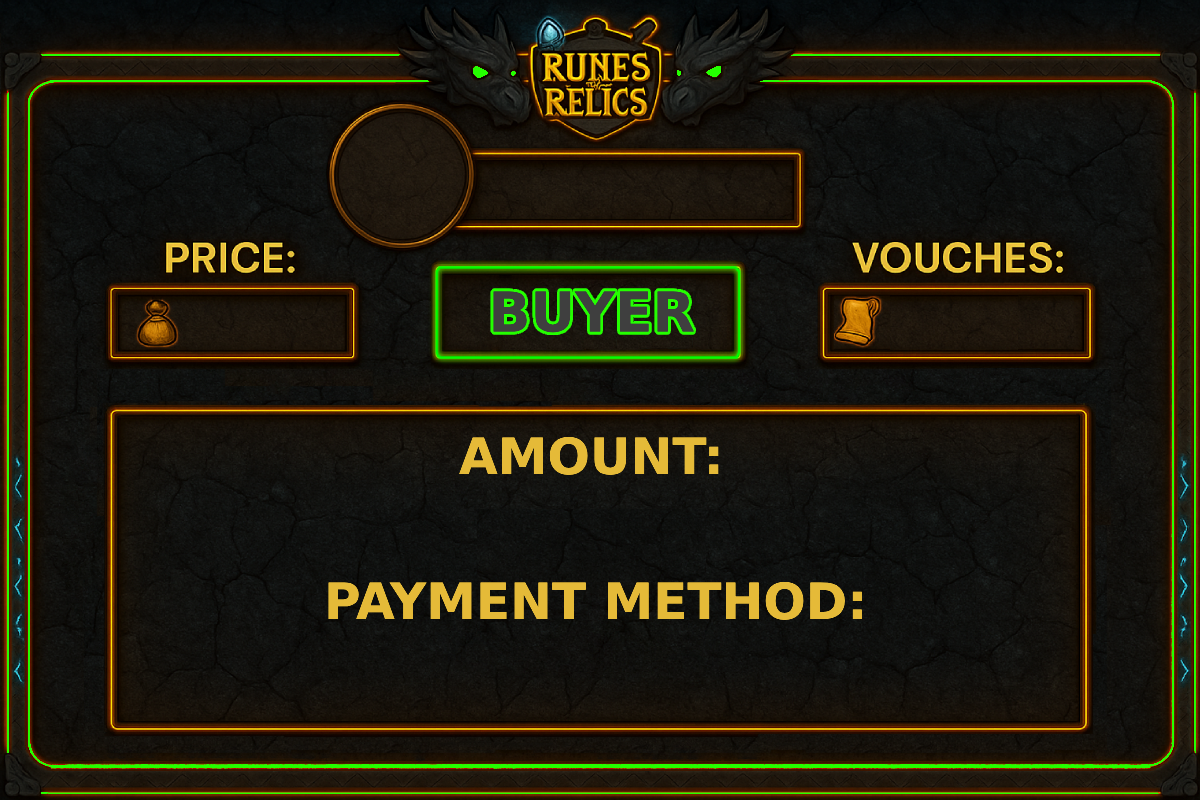 RUNES
RELICS
PRICE:
VOUCHES:
BUYER
AMOUNT:
PAYMENT METHOD: